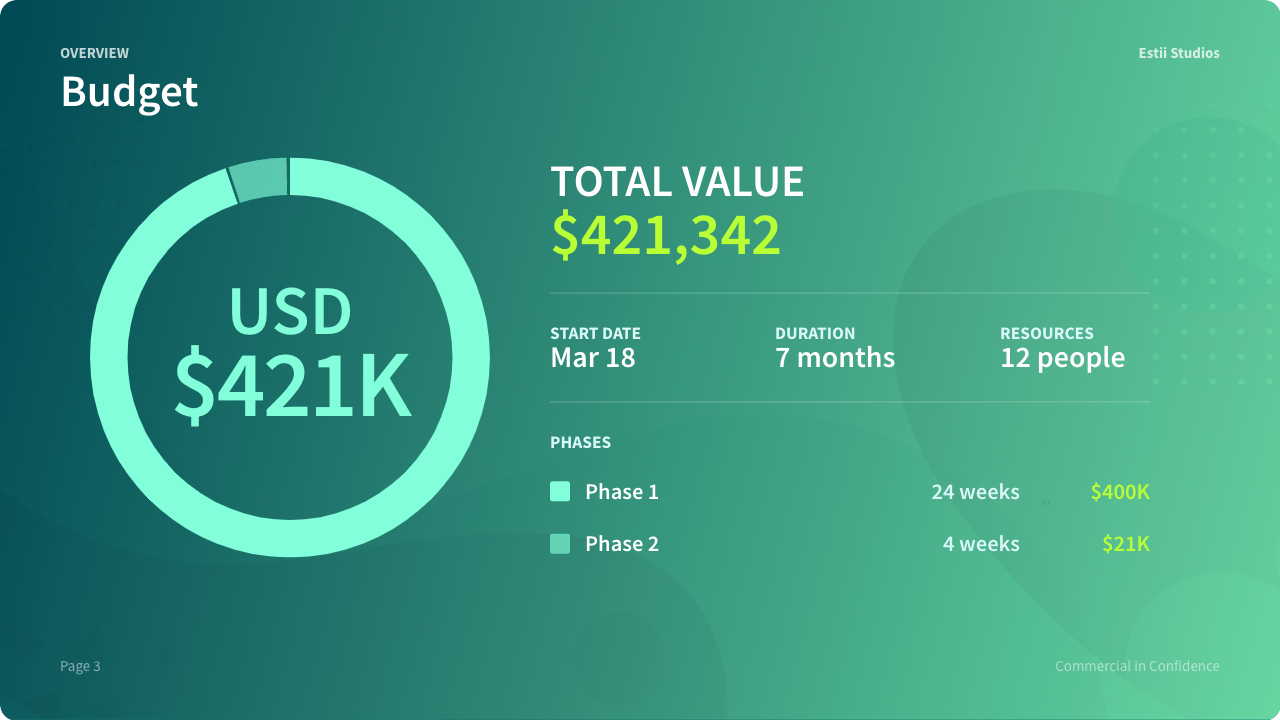 OVERVIEW
Estii Studios
Budget
USD
$421K
TOTAL VALUE
$421,342
START DATE
Mar 18
DURATION
7 months
RESOURCES
12 people
PHASES
Phase 1 24 weeks $400K
Phase 2 4 weeks $21K
Page 3
Commercial in Confidence